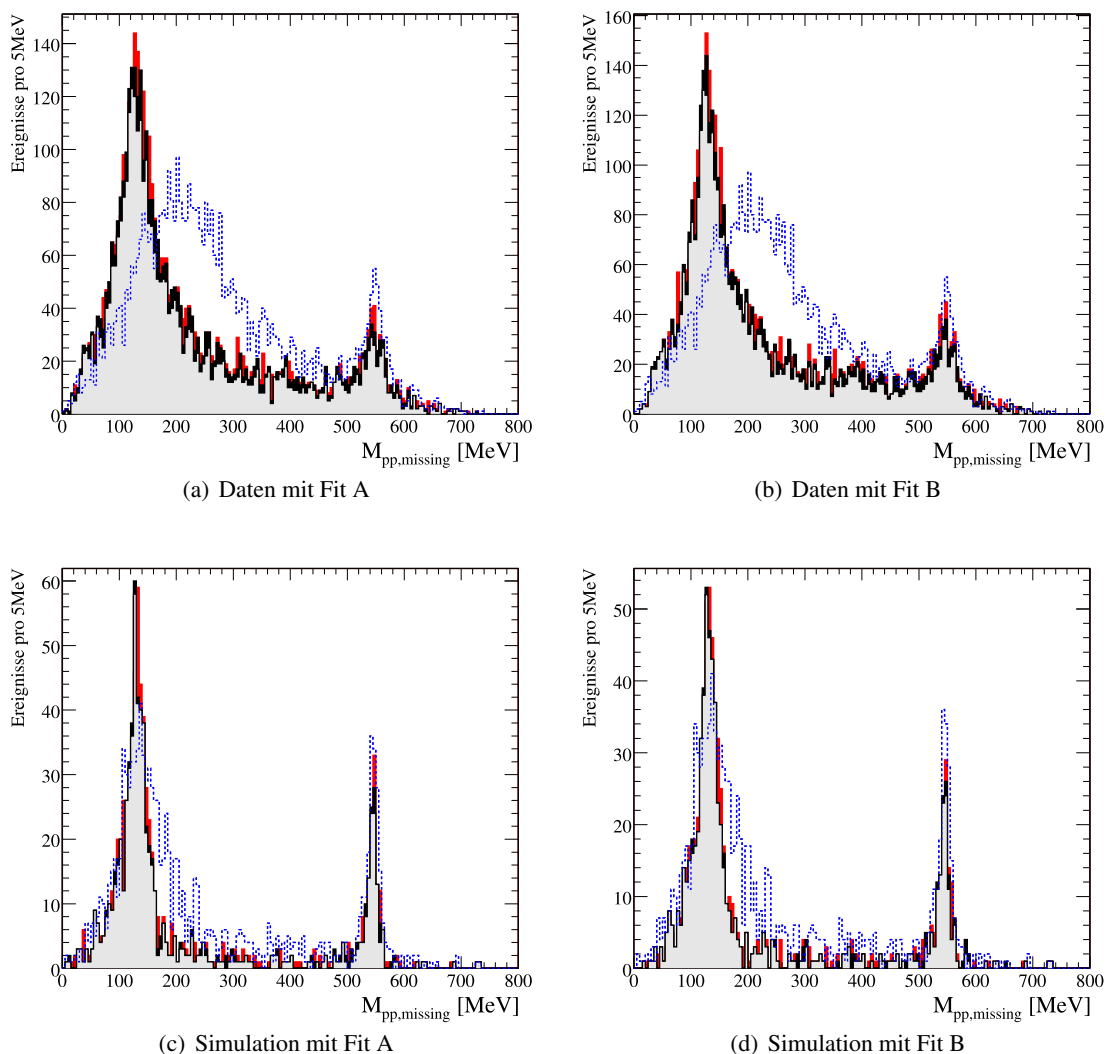 Ereignisse pro 5MeV
140
120
100
80
60
40
20
0
0 100 200 300 400 500 600 700 800
M_pp,missing [MeV]
(a) Daten mit Fit A
Ereignisse pro 5MeV
160
140
120
100
80
60
40
20
0
0 100 200 300 400 500 600 700 800
M_pp,missing [MeV]
(b) Daten mit Fit B
Ereignisse pro 5MeV
60
50
40
30
20
10
0
0 100 200 300 400 500 600 700 800
M_pp,missing [MeV]
(c) Simulation mit Fit A
Ereignisse pro 5MeV
50
40
30
20
10
0
0 100 200 300 400 500 600 700 800
M_pp,missing [MeV]
(d) Simulation mit Fit B